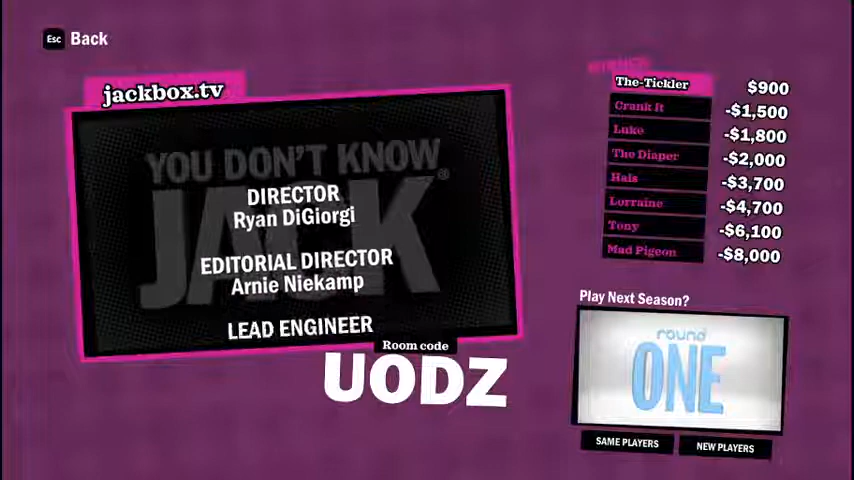 Esc Back
jackbox.tv
YOU DON'T KNOW
JACK®
DIRECTOR
Ryan DiGiorgi
EDITORIAL DIRECTOR
Arnie Niekamp
LEAD ENGINEER
Room code
UODZ
WINNER!
The-Tickler $900
Crank It -$1,500
Luke -$1,800
The Diaper -$2,000
Hals -$3,700
Lorraine -$4,700
Tony -$6,100
Mad Pigeon -$8,000
Play Next Season?
round
ONE
SAME PLAYERS
NEW PLAYERS